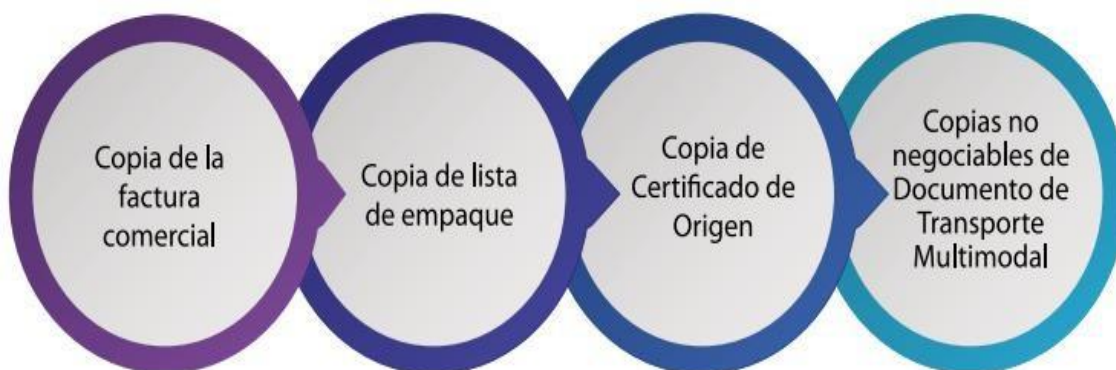 Copia de la
factura
comercial
Copia de lista
de empaque
Copia de
Certificado de
Origen
Copias no
negociables de
Documento de
Transporte
Multimodal